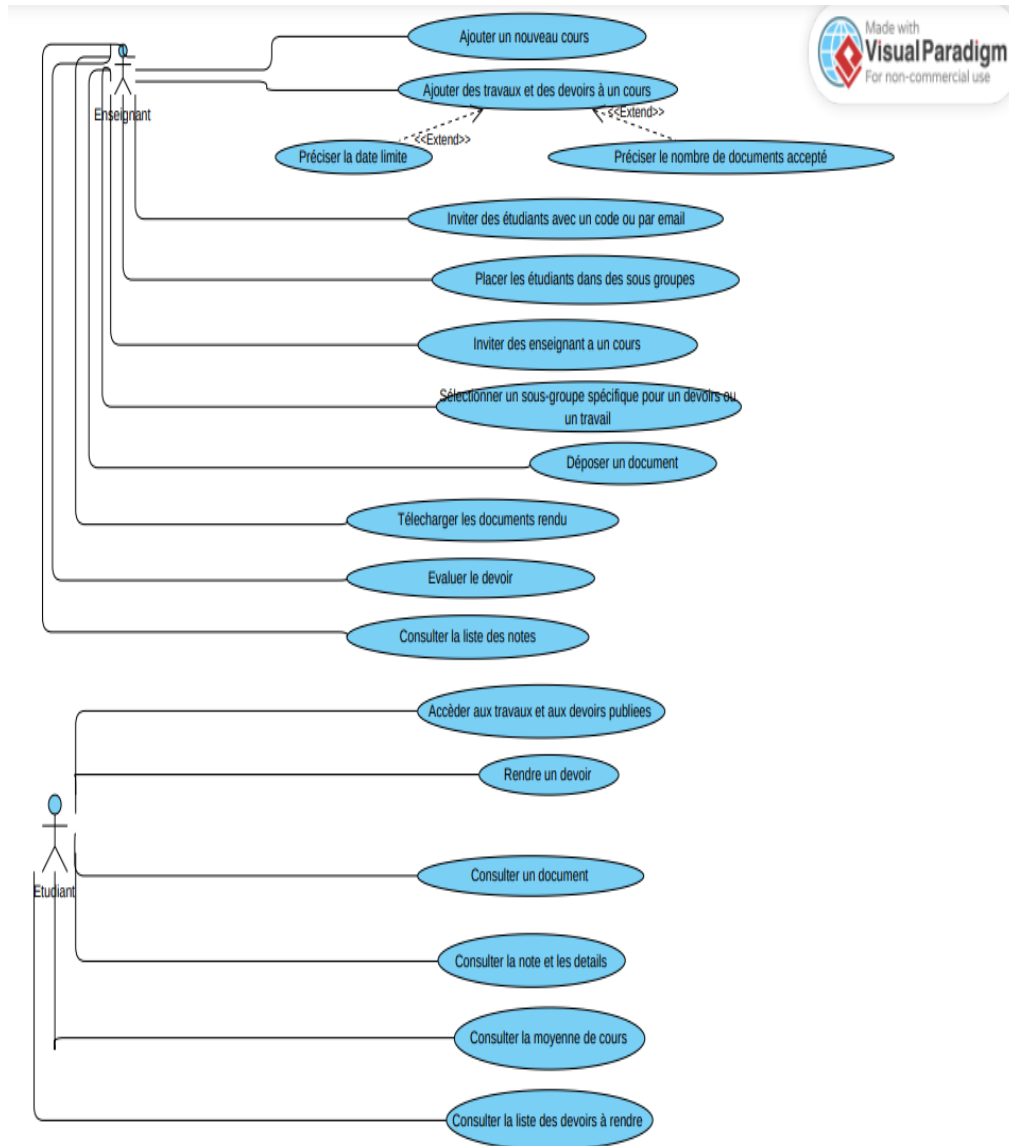 Made with
Visual Paradigm
For non-commercial use
Ajouter un nouveau cours
Ajouter des travaux et des devoirs à un cours
Enseignant
<<Extend>>
<<Extend>>
Préciser la date limite
Préciser le nombre de documents accepté
Inviter des étudiants avec un code ou par email
Placer les étudiants dans des sous groupes
Inviter des enseignant a un cours
Sélectionner un sous-groupe spécifique pour un devoirs ou
un travail
Déposer un document
Télecharger les documents rendu
Evaluer le devoir
Consulter la liste des notes
Accèder aux travaux et aux devoirs publiees
Rendre un devoir
Consulter un document
Etudiant
Consulter la note et les details
Consulter la moyenne de cours
Consulter la liste des devoirs à rendre